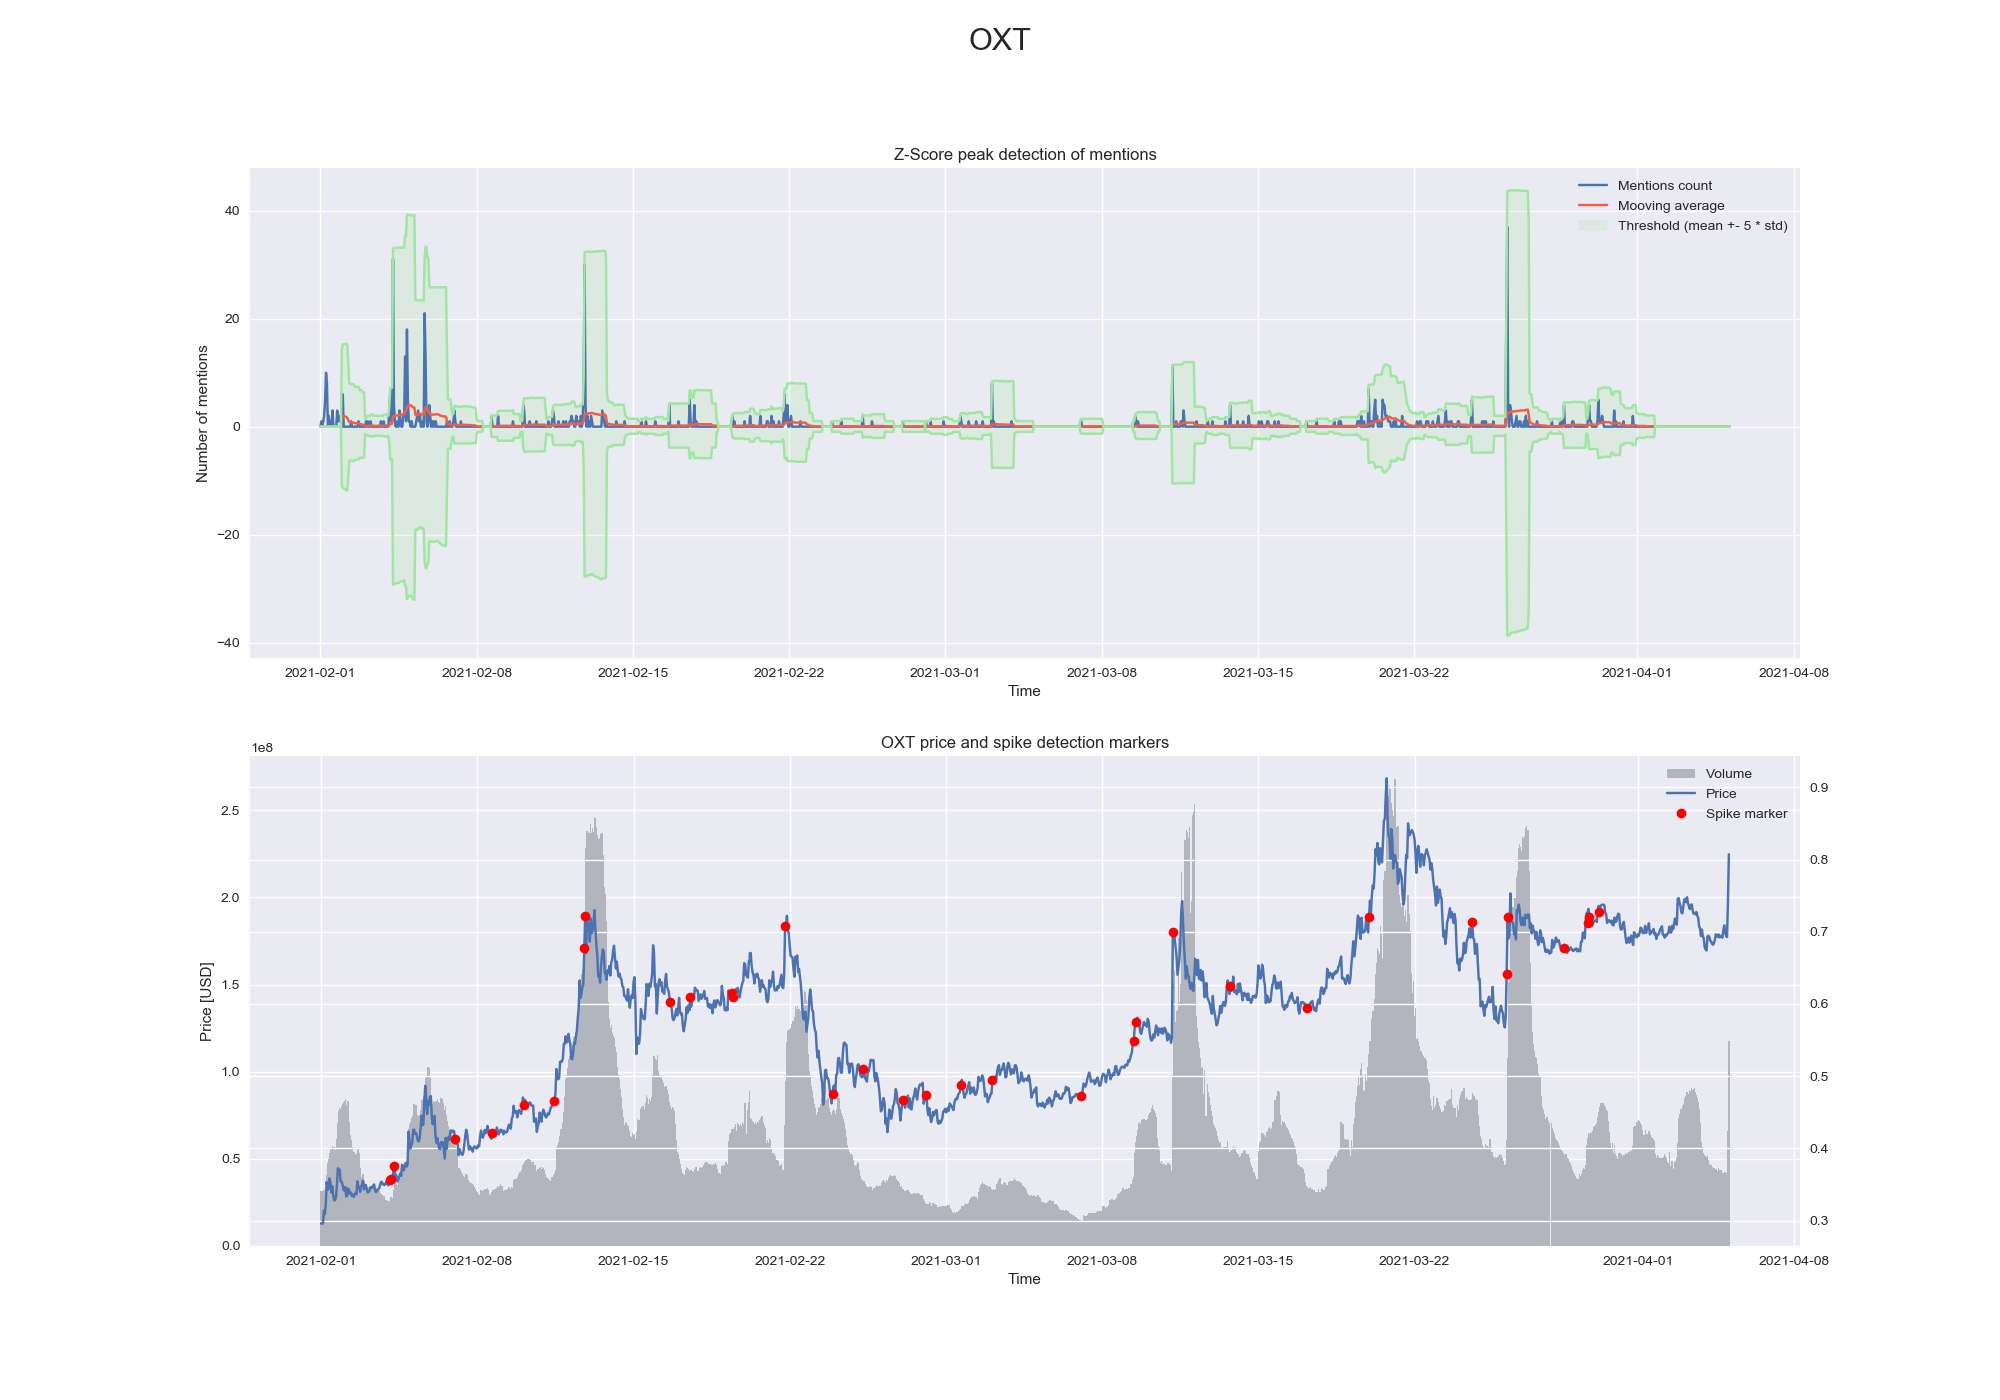 OXT
Z-Score peak detection of mentions
Mentions count
Mooving average
Threshold (mean +- 5 * std)
Number of mentions
40
20
0
−20
−40
2021-02-01 2021-02-08 2021-02-15 2021-02-22 2021-03-01 2021-03-08 2021-03-15 2021-03-22 2021-04-01 2021-04-08
Time
OXT price and spike detection markers
1e8
Volume
Price
Spike marker
Price [USD]
2.5
2.0
1.5
1.0
0.5
0.0
0.9
0.8
0.7
0.6
0.5
0.4
0.3
2021-02-01 2021-02-08 2021-02-15 2021-02-22 2021-03-01 2021-03-08 2021-03-15 2021-03-22 2021-04-01 2021-04-08
Time